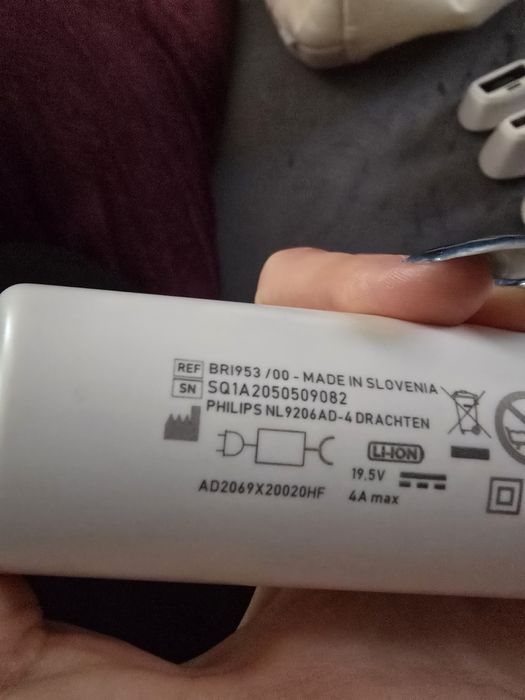 REF BRI953 /00 - MADE IN SLOVENIA
SN SQ1A2050509082
PHILIPS NL9206AD-4 DRACHTEN
LI-ION
19,5V
AD2069X20020HF 4A max